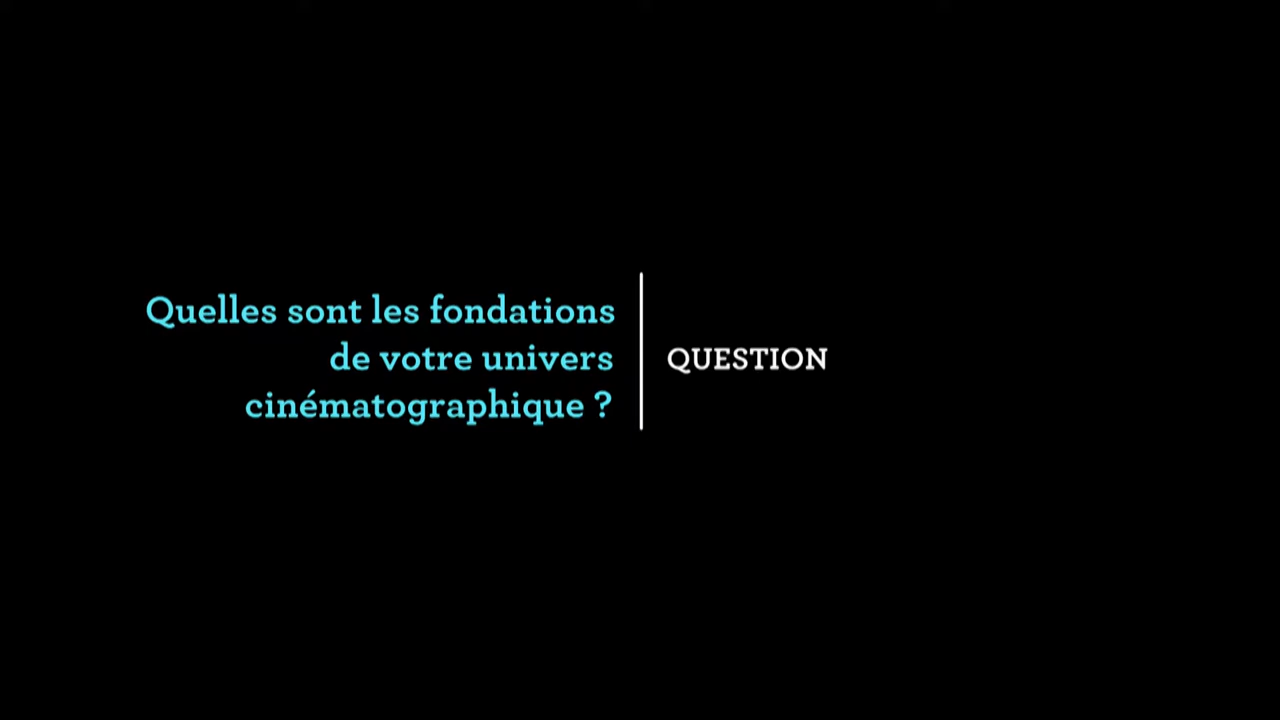 Quelles sont les fondations
de votre univers
cinématographique ?
QUESTION